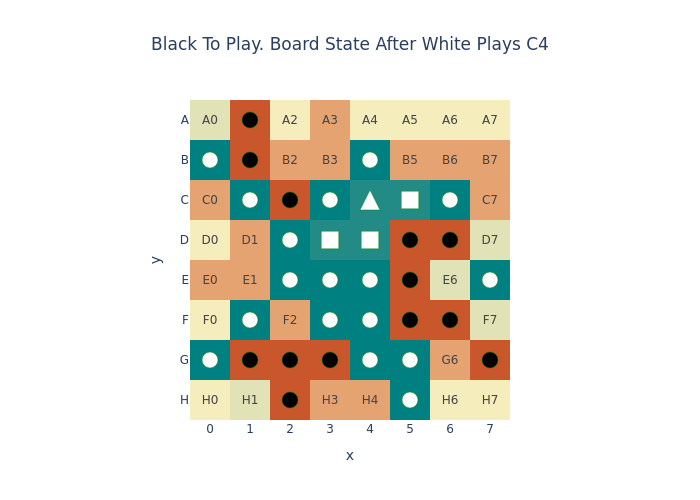 Black To Play. Board State After White Plays C4
A A0 A2 A3 A4 A5 A6 A7
B B2 B3 B5 B6 B7
C C0 C7
D D0 D1 D7
y
E E0 E1 E6
F F0 F2 F7
G G6
H H0 H1 H3 H4 H6 H7
0 1 2 3 4 5 6 7
x